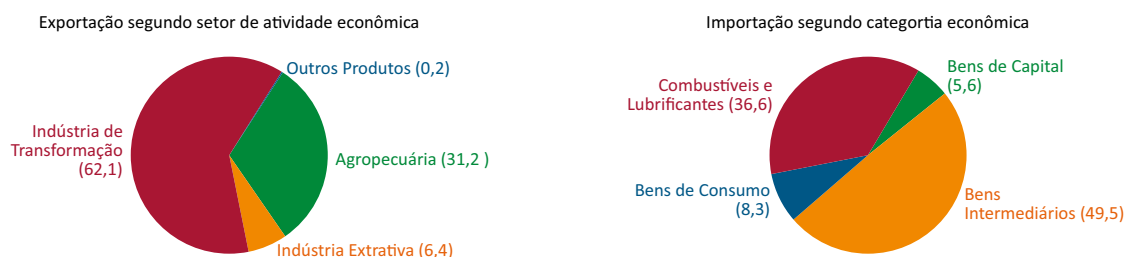 Exportação segundo setor de atividade econômica
Outros Produtos (0,2)
Indústria de
Transformação
(62,1)
Agropecuária (31,2 )
Indústria Extrativa (6,4)
Importação segundo categortia econômica
Combustíveis e
Lubrificantes (36,6)
Bens de Capital
(5,6)
Bens de Consumo
(8,3)
Bens
Intermediários (49,5)